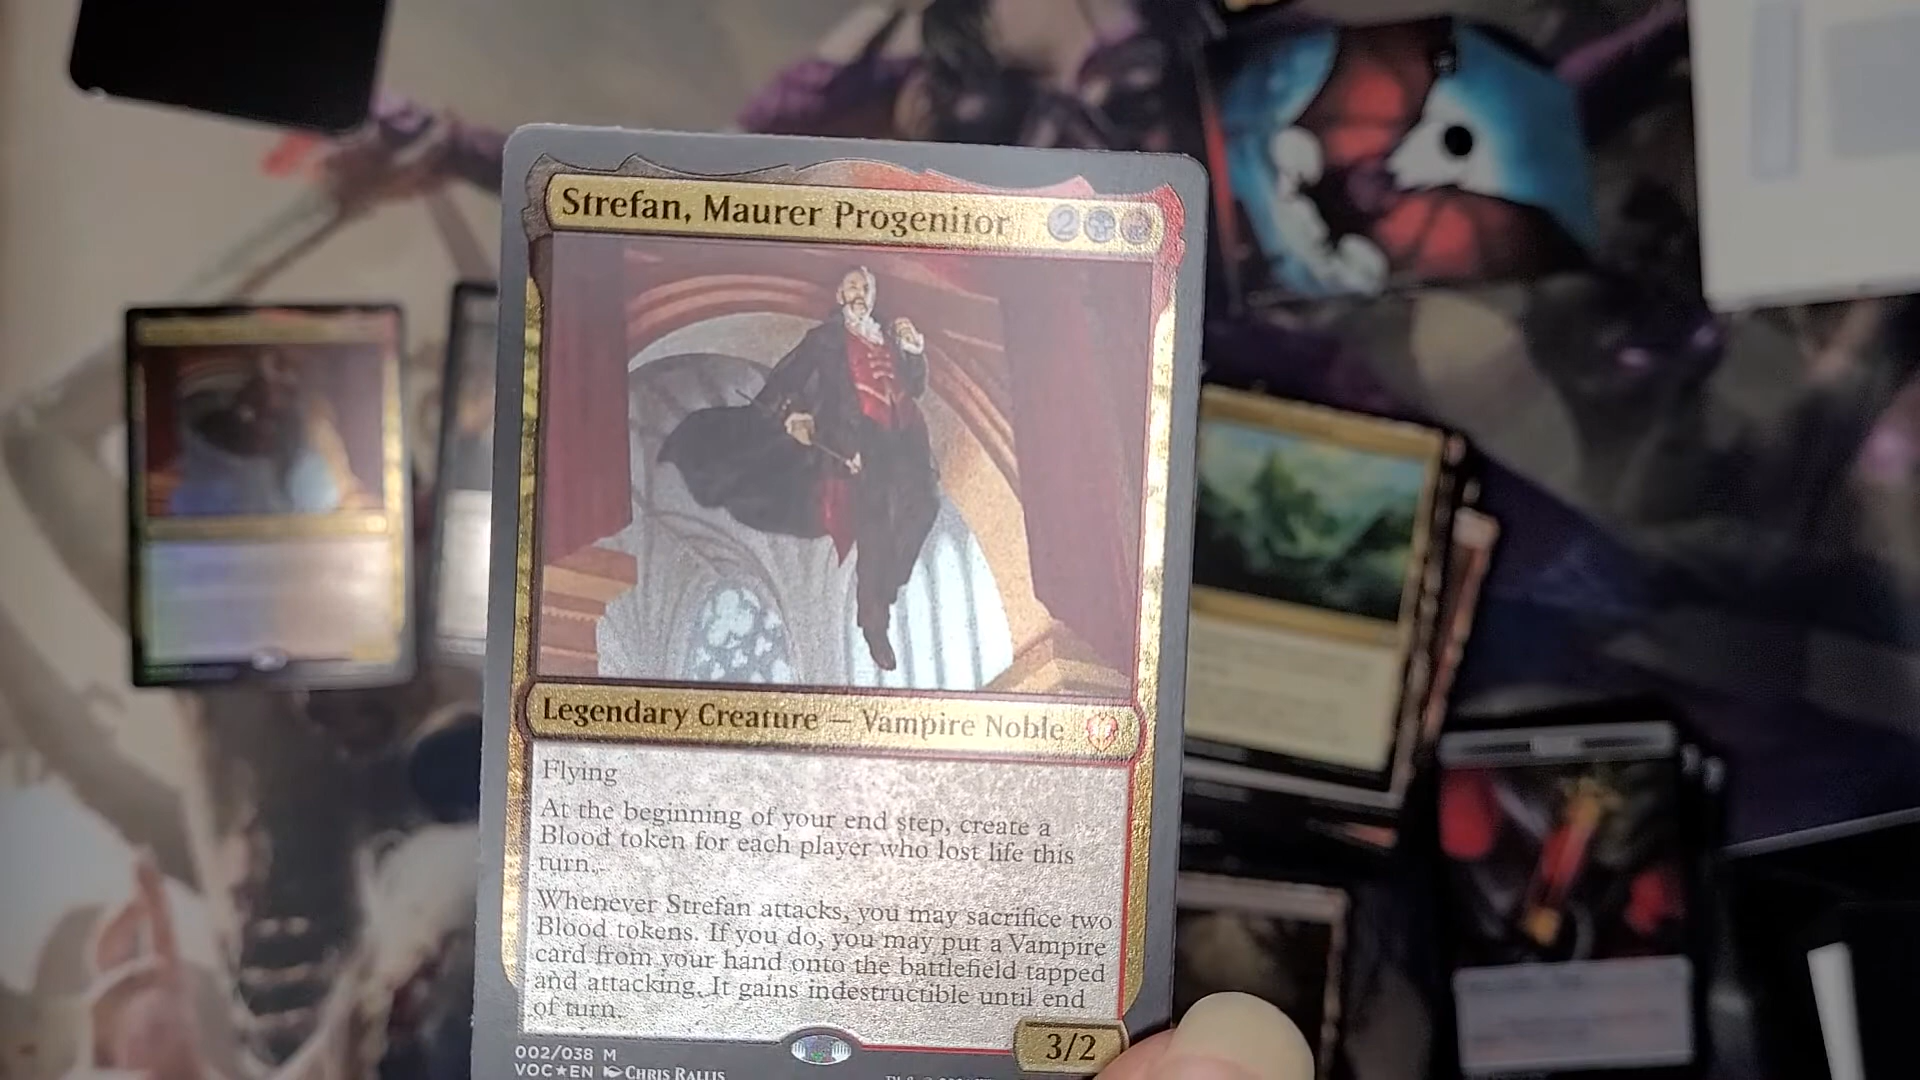 Strefan, Maurer Progenitor 2
Legendary Creature — Vampire Noble
Flying
At the beginning of your end step, create a
Blood token for each player who lost life this
turn.
Whenever Strefan attacks, you may sacrifice two
Blood tokens. If you do, you may put a Vampire
card from your hand onto the battlefield tapped
and attacking. It gains indestructible until end
of turn.
3/2
002/038 M
VOC★EN Chris Rallis